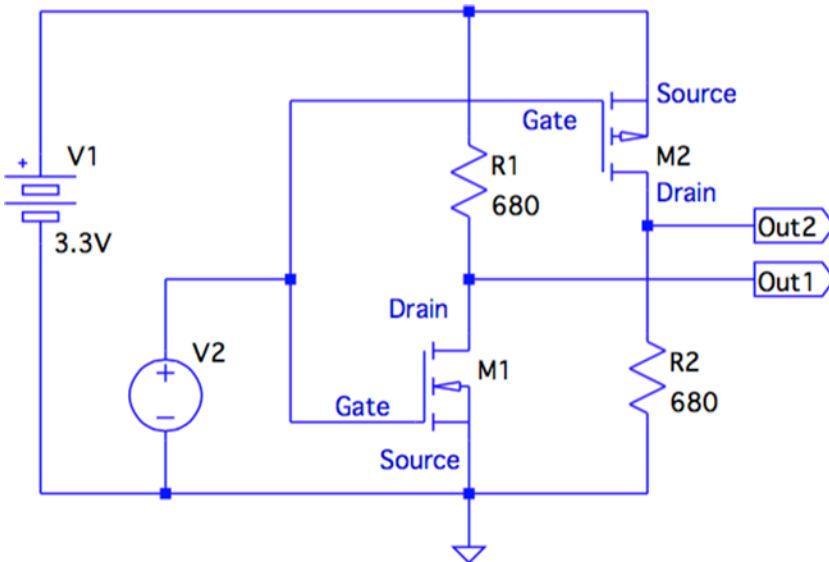 Source
Gate
V1
+
R1
M2
680
Drain
3.3V
Out2
Out1
Drain
V2
M1
R2
Gate
680
Source